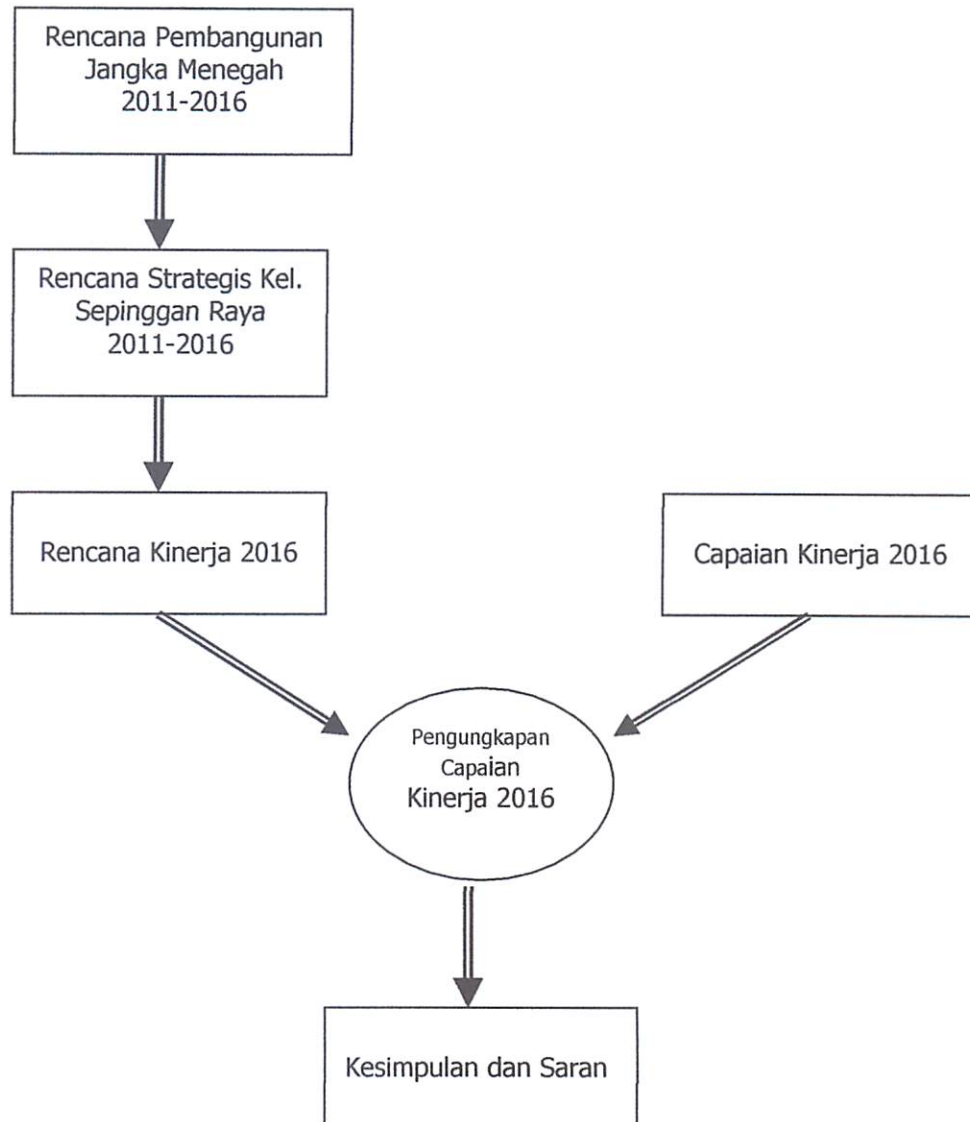 Rencana Pembangunan
Jangka Menegah
2011-2016
Rencana Strategis Kel.
Sepinggan Raya
2011-2016
Rencana Kinerja 2016
Capaian Kinerja 2016
Pengungkapan
Capaian
Kinerja 2016
Kesimpulan dan Saran